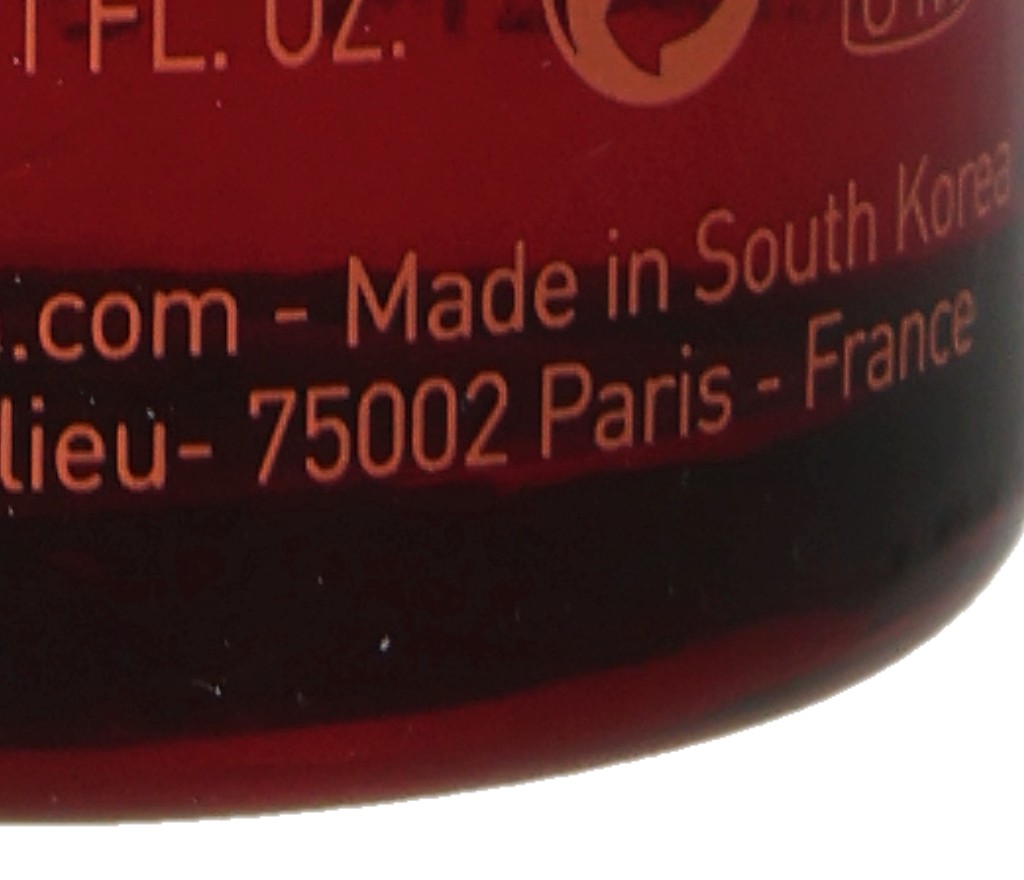 FL. OZ.
.com - Made in South Korea
lieu- 75002 Paris - France